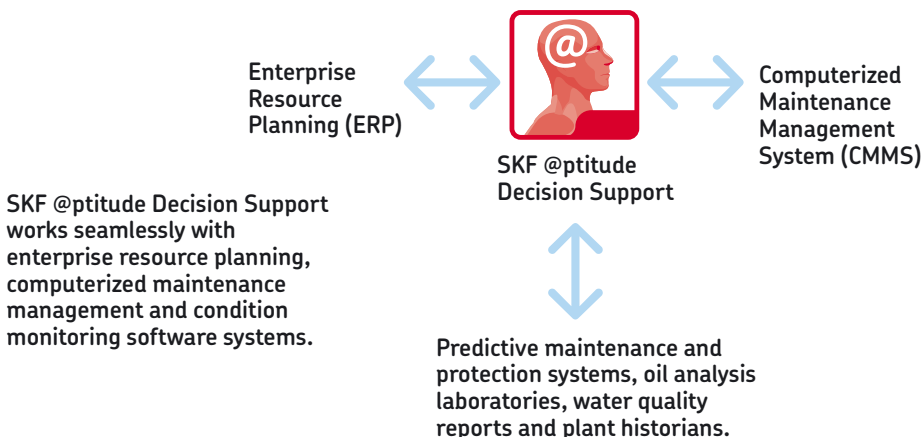 @
Enterprise
Resource
Planning (ERP)
SKF @ptitude
Decision Support
Computerized
Maintenance
Management
System (CMMS)
SKF @ptitude Decision Support
works seamlessly with
enterprise resource planning,
computerized maintenance
management and condition
monitoring software systems.
Predictive maintenance and
protection systems, oil analysis
laboratories, water quality
reports and plant historians.